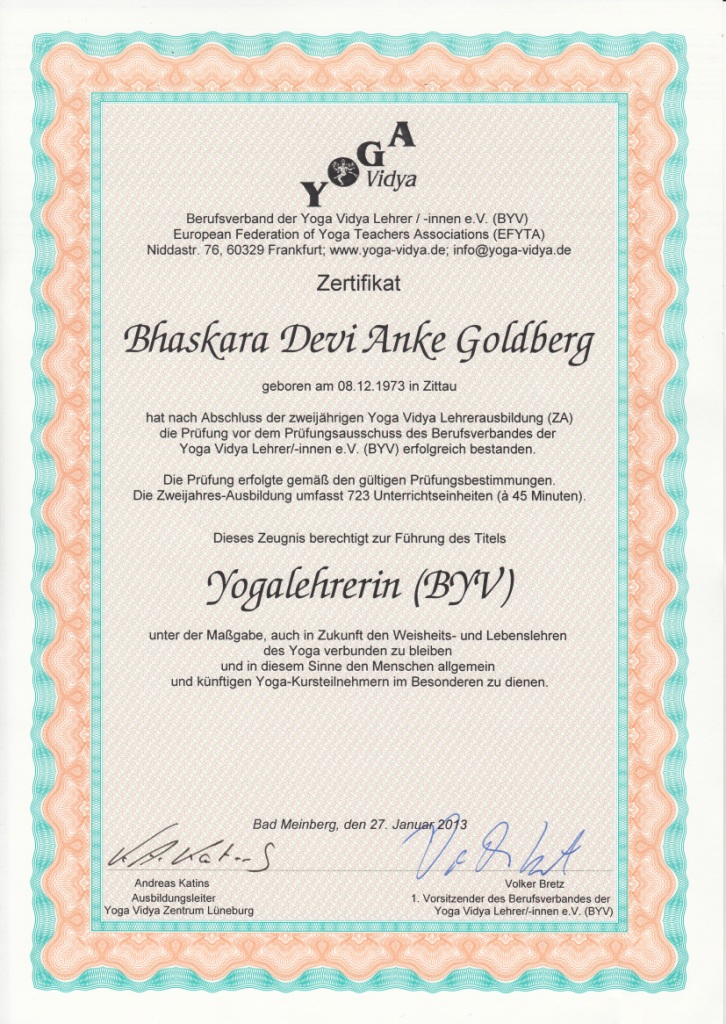 YOGA
Vidya
Berufsverband der Yoga Vidya Lehrer / -innen e.V. (BYV)
European Federation of Yoga Teachers Associations (EFYTA)
Niddastr. 76, 60329 Frankfurt; www.yoga-vidya.de; info@yoga-vidya.de
Zertifikat
Bhaskara Devi Anke Goldberg
geboren am 08.12.1973 in Zittau
hat nach Abschluss der zweijährigen Yoga Vidya Lehrerausbildung (ZA)
die Prüfung vor dem Prüfungsausschuss des Berufsverbandes der
Yoga Vidya Lehrer/-innen e.V. (BYV) erfolgreich bestanden.
Die Prüfung erfolgte gemäß den gültigen Prüfungsbestimmungen.
Die Zweijahres-Ausbildung umfasst 723 Unterrichtseinheiten (à 45 Minuten).
Dieses Zeugnis berechtigt zur Führung des Titels
Yogalehrerin (BYV)
unter der Maßgabe, auch in Zukunft den Weisheits- und Lebenslehren
des Yoga verbunden zu bleiben
und in diesem Sinne den Menschen allgemein
und künftigen Yoga-Kursteilnehmern im Besonderen zu dienen.
Bad Meinberg, den 27. Januar 2013
Andreas Katins
Ausbildungsleiter
Yoga Vidya Zentrum Lüneburg
Volker Bretz
1. Vorsitzender des Berufsverbandes der
Yoga Vidya Lehrer/-innen e.V. (BYV)